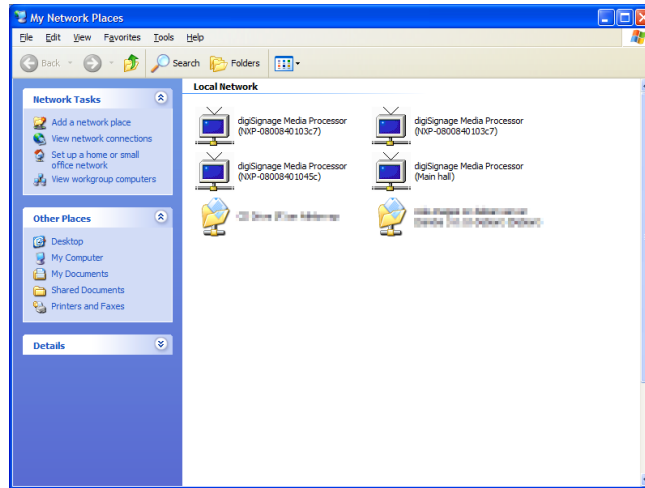 My Network Places
File Edit View Favorites Tools Help
Back Search Folders
Local Network
Network Tasks
Add a network place
View network connections
Set up a home or small
office network
View workgroup computers
Other Places
Desktop
My Computer
My Documents
Shared Documents
Printers and Faxes
Details
digiSignage Media Processor
(NXP-0800840103c7)
digiSignage Media Processor
(NXP-0800840103c7)
digiSignage Media Processor
(NXP-08008401045c)
digiSignage Media Processor
(Main hall)